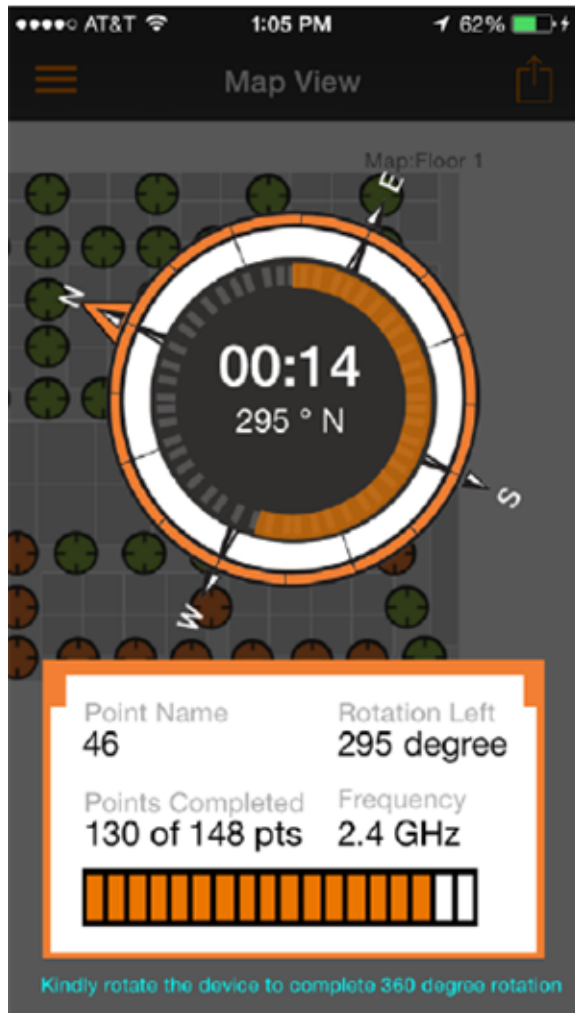 AT&T 1:05 PM 62%
Map View
Map:Floor 1
E
N
00:14
295 ° N
S
W
Point Name Rotation Left
46 295 degree
Points Completed Frequency
130 of 148 pts 2.4 GHz
Kindly rotate the device to complete 360 degree rotation